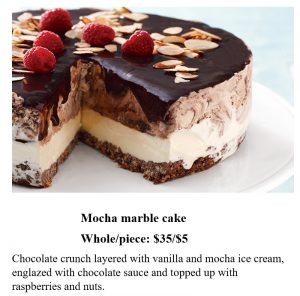 Mocha marble cake
Whole/piece: $35/$5
Chocolate crunch layered with vanilla and mocha ice cream,
englazed with chocolate sauce and topped up with
raspberries and nuts.